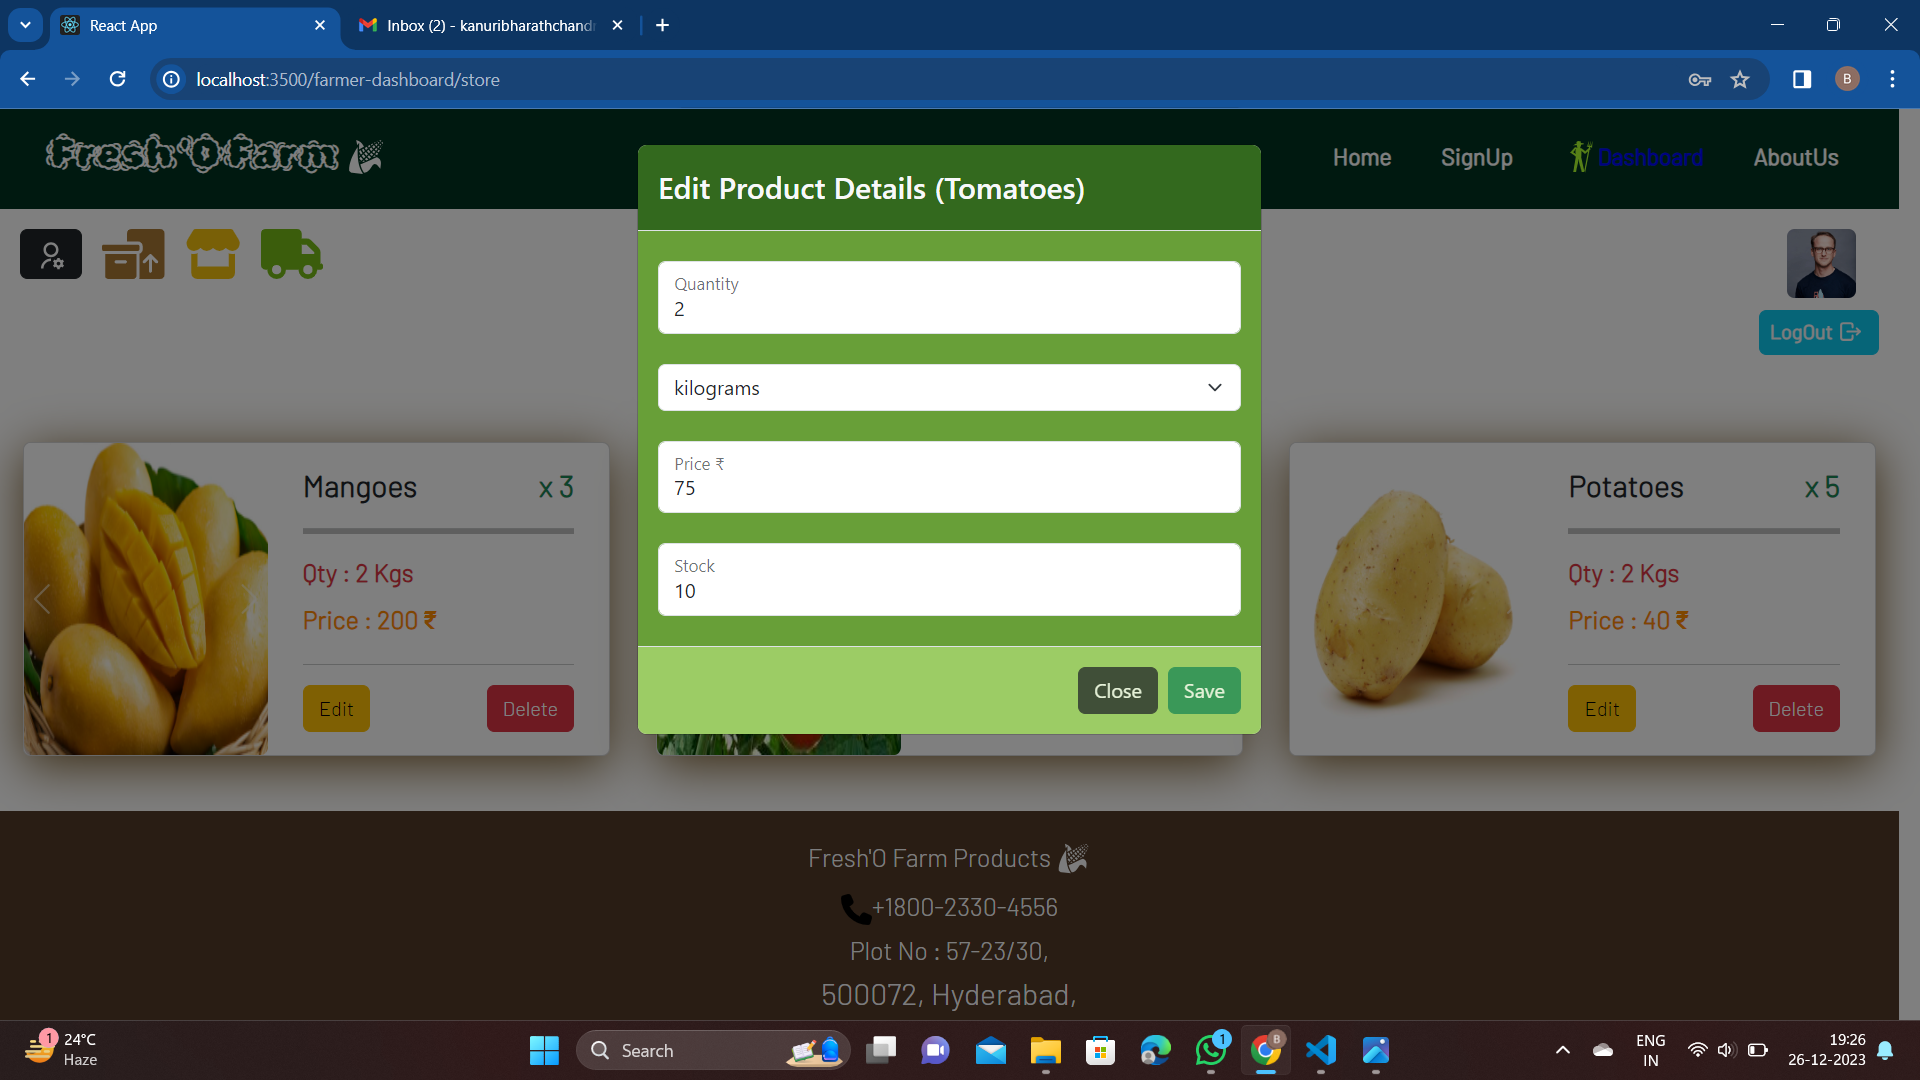 React App
Inbox (2) - kanuribharathchand
localhost:3500/farmer-dashboard/store
B
Fresh'O Farm
Home
SignUp
Dashboard
AboutUs
LogOut
Edit Product Details (Tomatoes)
Quantity
2
kilograms
Price ₹
75
Stock
10
Close
Save
Mangoes
x 3
Qty : 2 Kgs
Price : 200 ₹
Edit
Delete
Potatoes
x 5
Qty : 2 Kgs
Price : 40 ₹
Edit
Delete
Fresh'O Farm Products
+1800-2330-4556
Plot No : 57-23/30,
500072, Hyderabad,
1
24°C
Haze
Search
1
B
ENG
IN
19:26
26-12-2023